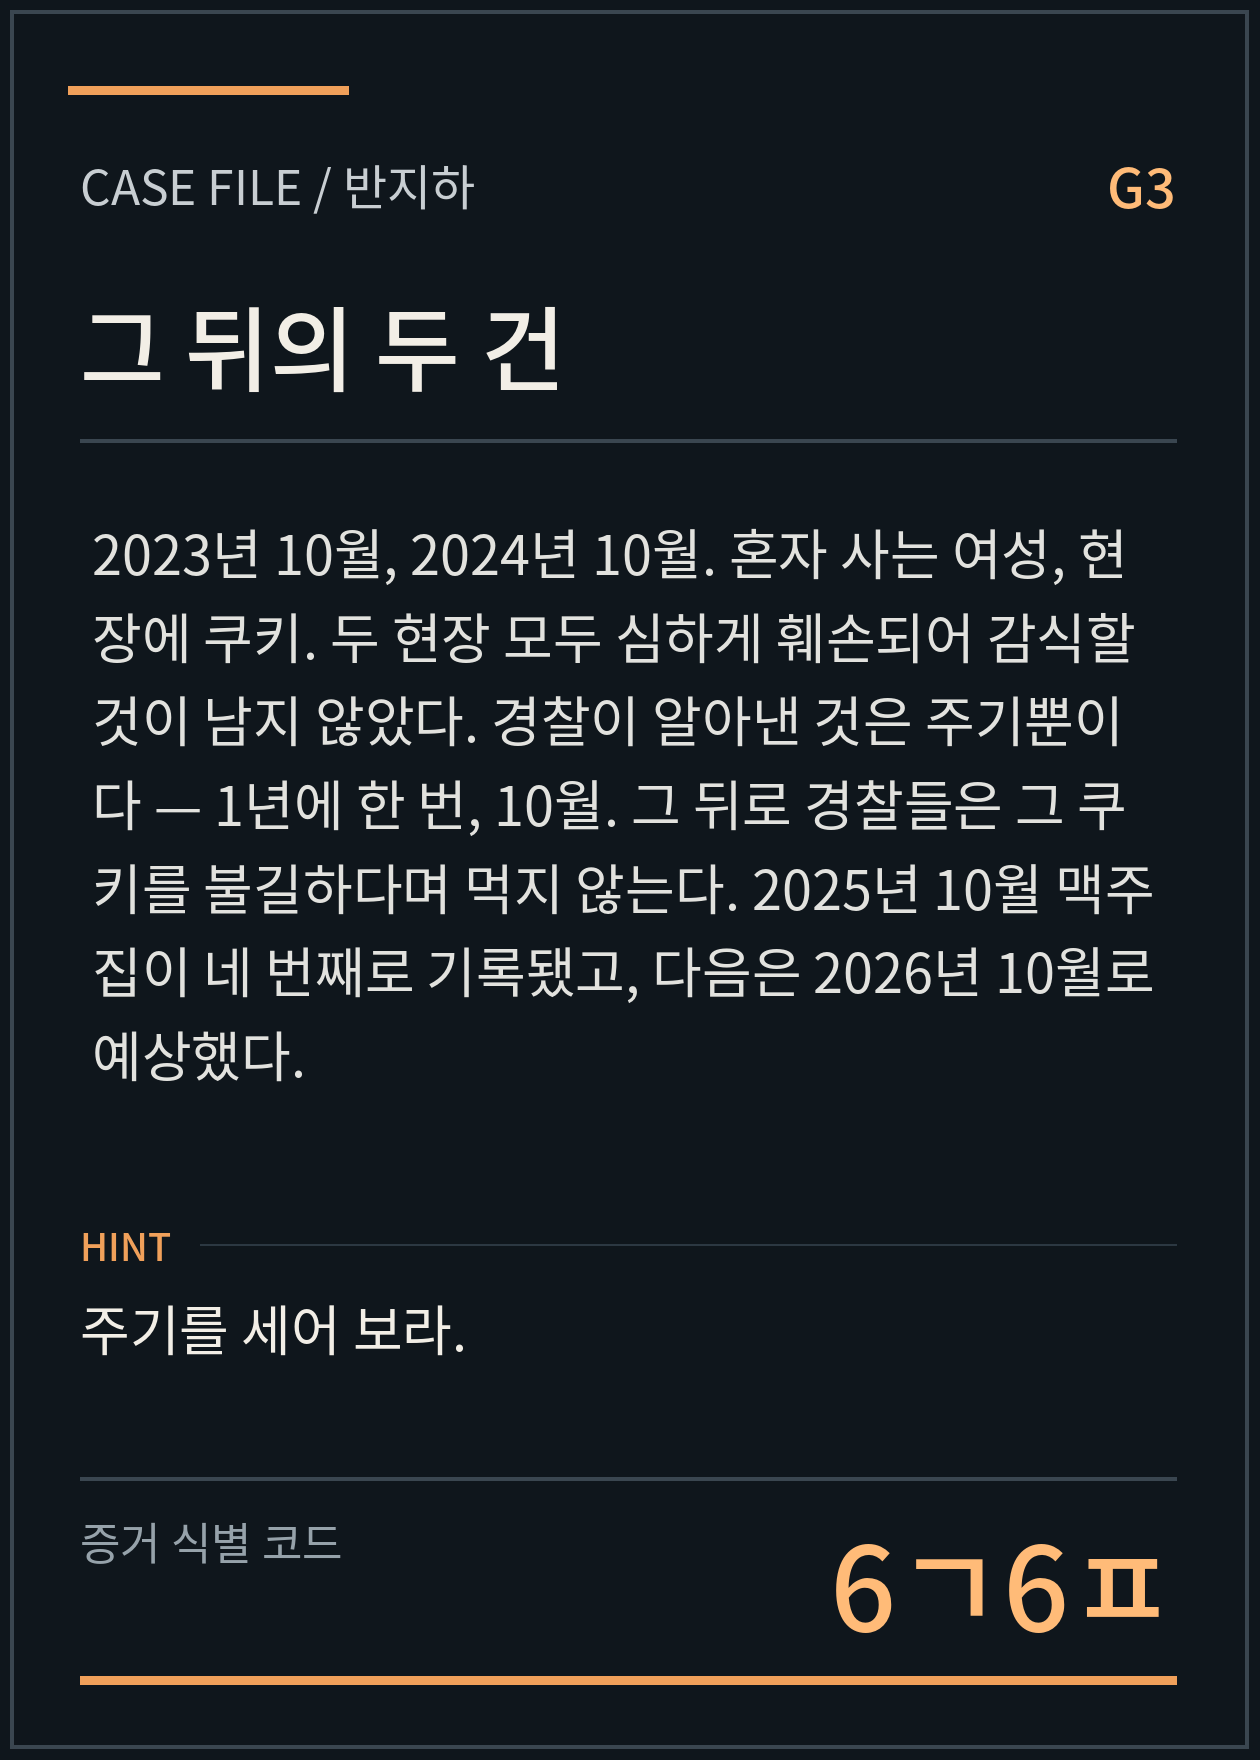 CASE FILE / 반지하
G3
그 뒤의 두 건
2023년 10월, 2024년 10월. 혼자 사는 여성, 현
장에 쿠키. 두 현장 모두 심하게 훼손되어 감식할
것이 남지 않았다. 경찰이 알아낸 것은 주기뿐이
다 — 1년에 한 번, 10월. 그 뒤로 경찰들은 그 쿠
키를 불길하다며 먹지 않는다. 2025년 10월 맥주
집이 네 번째로 기록됐고, 다음은 2026년 10월로
예상했다.
HINT
주기를 세어 보라.
증거 식별 코드
6ㄱ6ㅍ